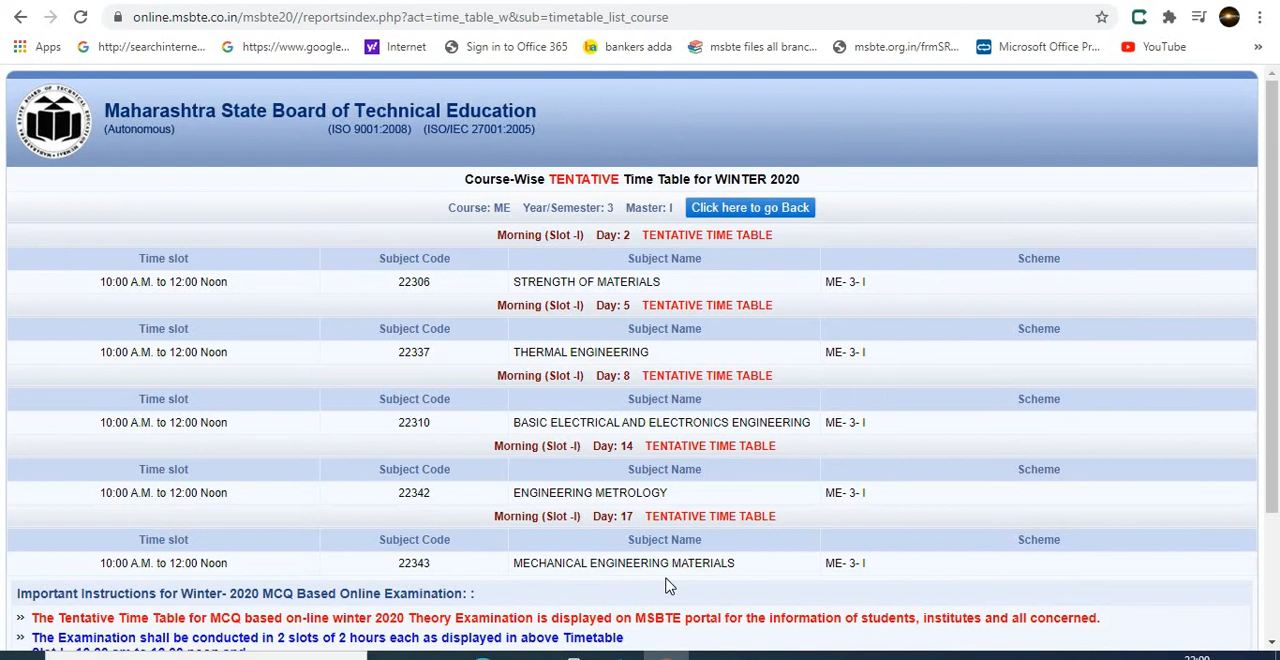 online.msbte.co.in/msbte20//reportsindex.php?act=time_table_w&sub=timetable_list_course
Apps http://searchinterne... https://www.google... Internet Sign in to Office 365 bankers adda msbte files all branc... msbte.org.in/frmSR... Microsoft Office Pr... YouTube »
Maharashtra State Board of Technical Education
(Autonomous) (ISO 9001:2008) (ISO/IEC 27001:2005)
Course-Wise TENTATIVE Time Table for WINTER 2020
Course: ME Year/Semester: 3 Master: I Click here to go Back
Morning (Slot -I) Day: 2 TENTATIVE TIME TABLE
Time slot Subject Code Subject Name Scheme
10:00 A.M. to 12:00 Noon 22306 STRENGTH OF MATERIALS ME- 3- I
Morning (Slot -I) Day: 5 TENTATIVE TIME TABLE
Time slot Subject Code Subject Name Scheme
10:00 A.M. to 12:00 Noon 22337 THERMAL ENGINEERING ME- 3- I
Morning (Slot -I) Day: 8 TENTATIVE TIME TABLE
Time slot Subject Code Subject Name Scheme
10:00 A.M. to 12:00 Noon 22310 BASIC ELECTRICAL AND ELECTRONICS ENGINEERING ME- 3- I
Morning (Slot -I) Day: 14 TENTATIVE TIME TABLE
Time slot Subject Code Subject Name Scheme
10:00 A.M. to 12:00 Noon 22342 ENGINEERING METROLOGY ME- 3- I
Morning (Slot -I) Day: 17 TENTATIVE TIME TABLE
Time slot Subject Code Subject Name Scheme
10:00 A.M. to 12:00 Noon 22343 MECHANICAL ENGINEERING MATERIALS ME- 3- I
Important Instructions for Winter- 2020 MCQ Based Online Examination: :
» The Tentative Time Table for MCQ based on-line winter 2020 Theory Examination is displayed on MSBTE portal for the information of students, institutes and all concerned.
» The Examination shall be conducted in 2 slots of 2 hours each as displayed in above Timetable